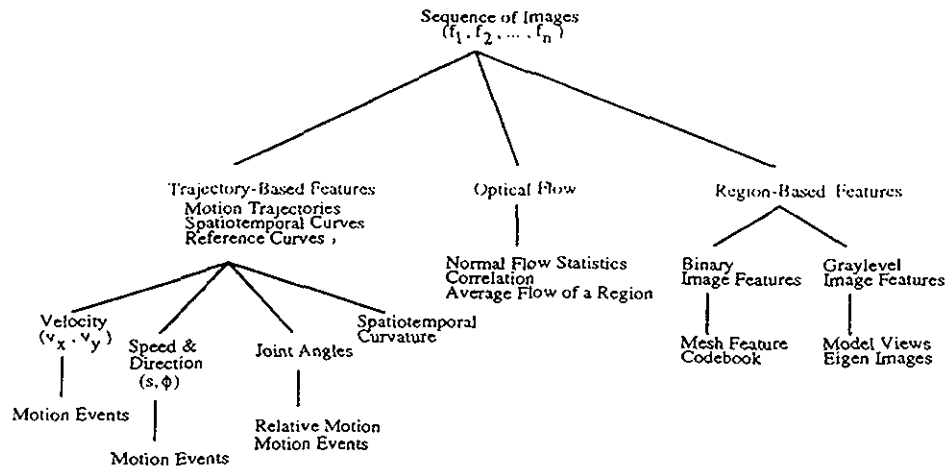 Sequence of Images
(f1, f2, ... , fn)
Trajectory-Based Features
Motion Trajectories
Spatiotemporal Curves
Reference Curves ,
Optical Flow
Region-Based Features
Normal Flow Statistics
Correlation
Average Flow of a Region
Binary
Image Features
Graylevel
Image Features
Velocity
(vx , vy)
Speed &
Direction
(s, ϕ)
Joint Angles
Spatiotemporal
Curvature
Mesh Feature
Codebook
Model Views
Eigen Images
Motion Events
Motion Events
Relative Motion
Motion Events